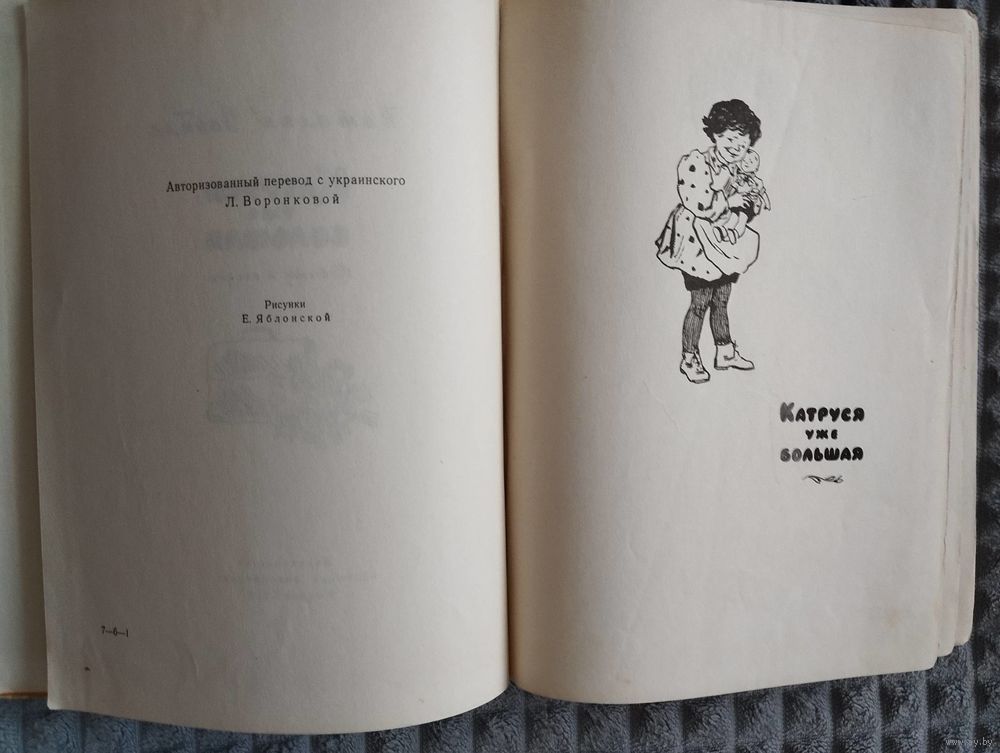 Авторизованный перевод с украинского
Л. Воронковой
Рисунки
Е. Яблонской
7—6—1
Катруся
уже
большая